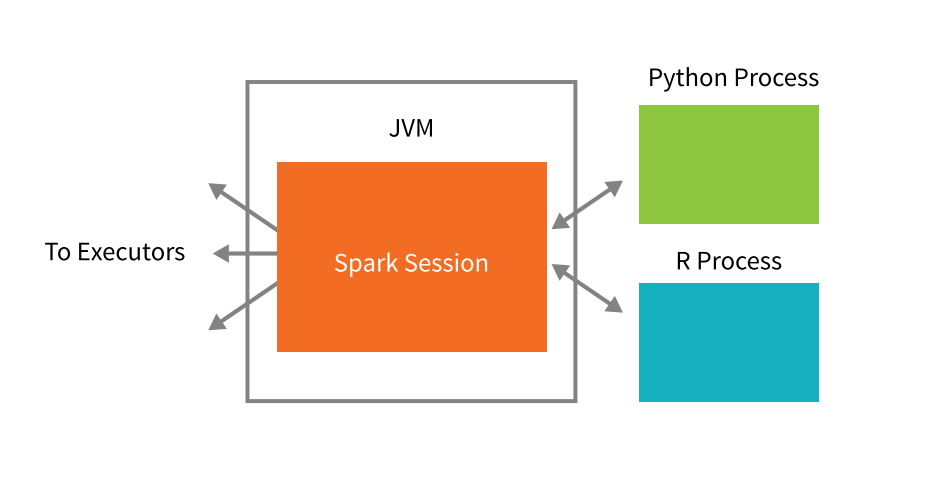 Python Process
JVM
To Executors
Spark Session
R Process